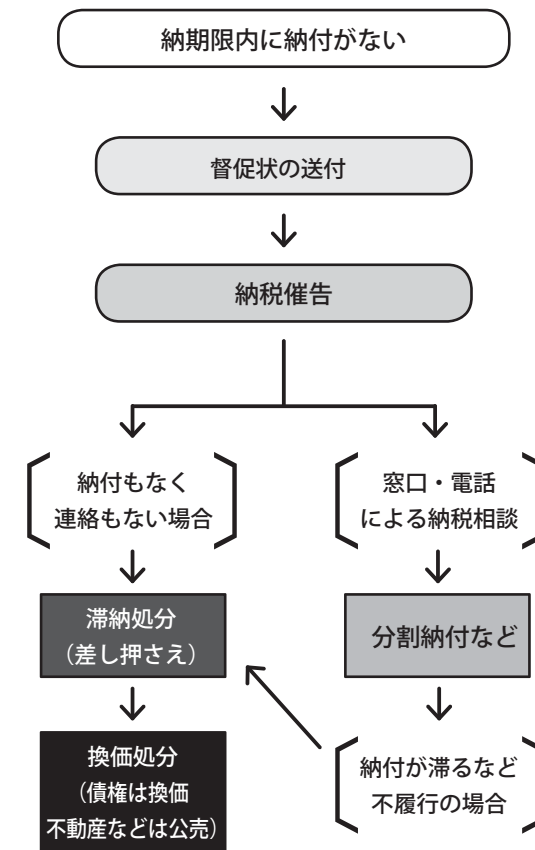 納期限内に納付がない
督促状の送付
納税催告
納付もなく
連絡もない場合
窓口・電話
による納税相談
滞納処分
（差し押さえ）
分割納付など
換価処分
（債権は換価
不動産などは公売）
納付が滞るなど
不履行の場合